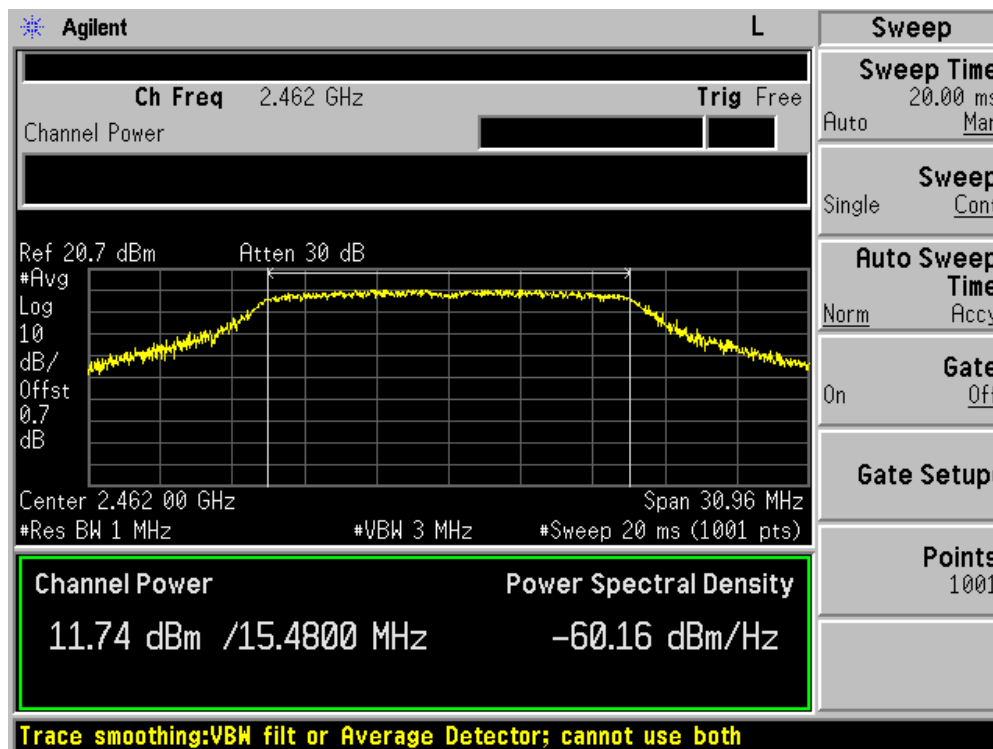 Agilent L
Ch Freq 2.462 GHz Trig Free
Channel Power
Ref 20.7 dBm Atten 30 dB
#Avg
Log
10
dB/
Offst
0.7
dB
Center 2.462 00 GHz Span 30.96 MHz
#Res BW 1 MHz #VBW 3 MHz #Sweep 20 ms (1001 pts)
Channel Power Power Spectral Density
11.74 dBm /15.4800 MHz -60.16 dBm/Hz
Trace smoothing:VBW filt or Average Detector; cannot use both
Sweep
Sweep Time
20.00 ms
Auto Man
Sweep
Single Cont
Auto Sweep
Time
Norm Accy
Gate
On Off
Gate Setup
Points
1001